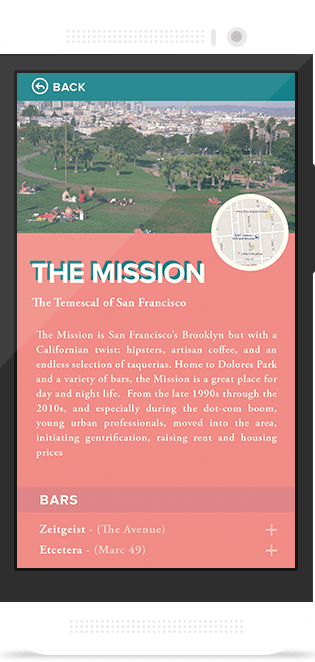 BACK
THE MISSION
The Temescal of San Francisco
The Mission is San Francisco's Brooklyn but with a
Californian twist: hipsters, artisan coffee, and an
endless selection of taquerias. Home to Dolores Park
and a variety of bars, the Mission is a great place for
day and night life. From the late 1990s through the
2010s, and especially during the dot-com boom,
young urban professionals, moved into the area,
initiating gentrification, raising rent and housing
prices
BARS
Zeitgeist - (The Avenue) +
Etcetera - (Marc 49) +